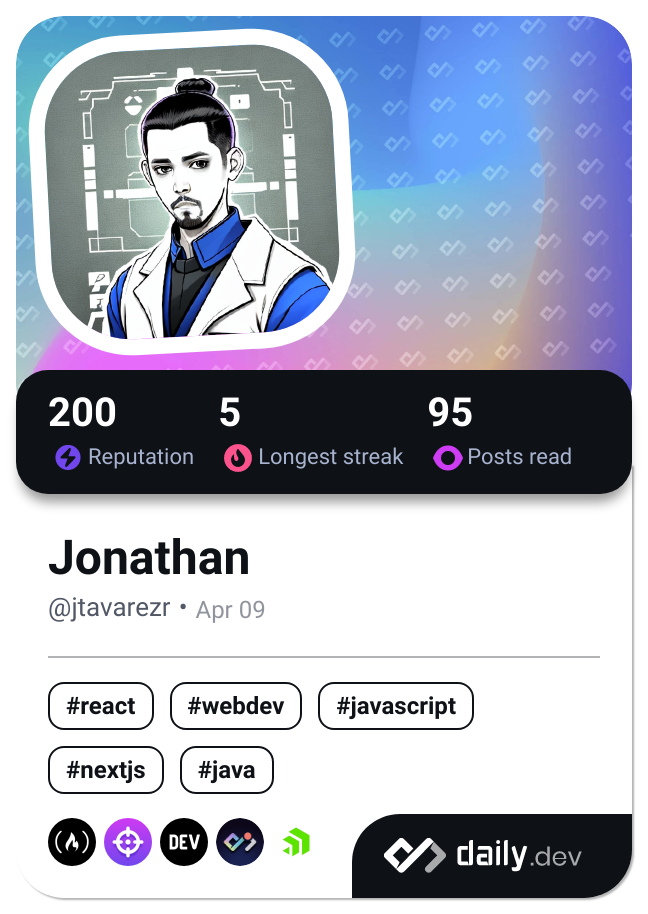 200 5 95
Reputation Longest streak Posts read
Jonathan
@jtavarezr • Apr 09
#react #webdev #javascript
#nextjs #java
DEV
daily.dev